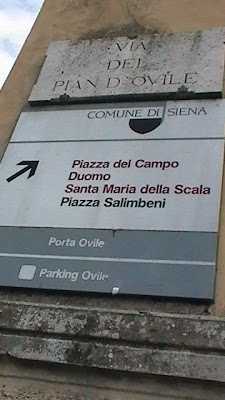 VIA
DEL
PIAN D'OVILE
COMUNE DI SIENA
Piazza del Campo
Duomo
Santa Maria della Scala
Piazza Salimbeni
Porta Ovile
Parking Ovile